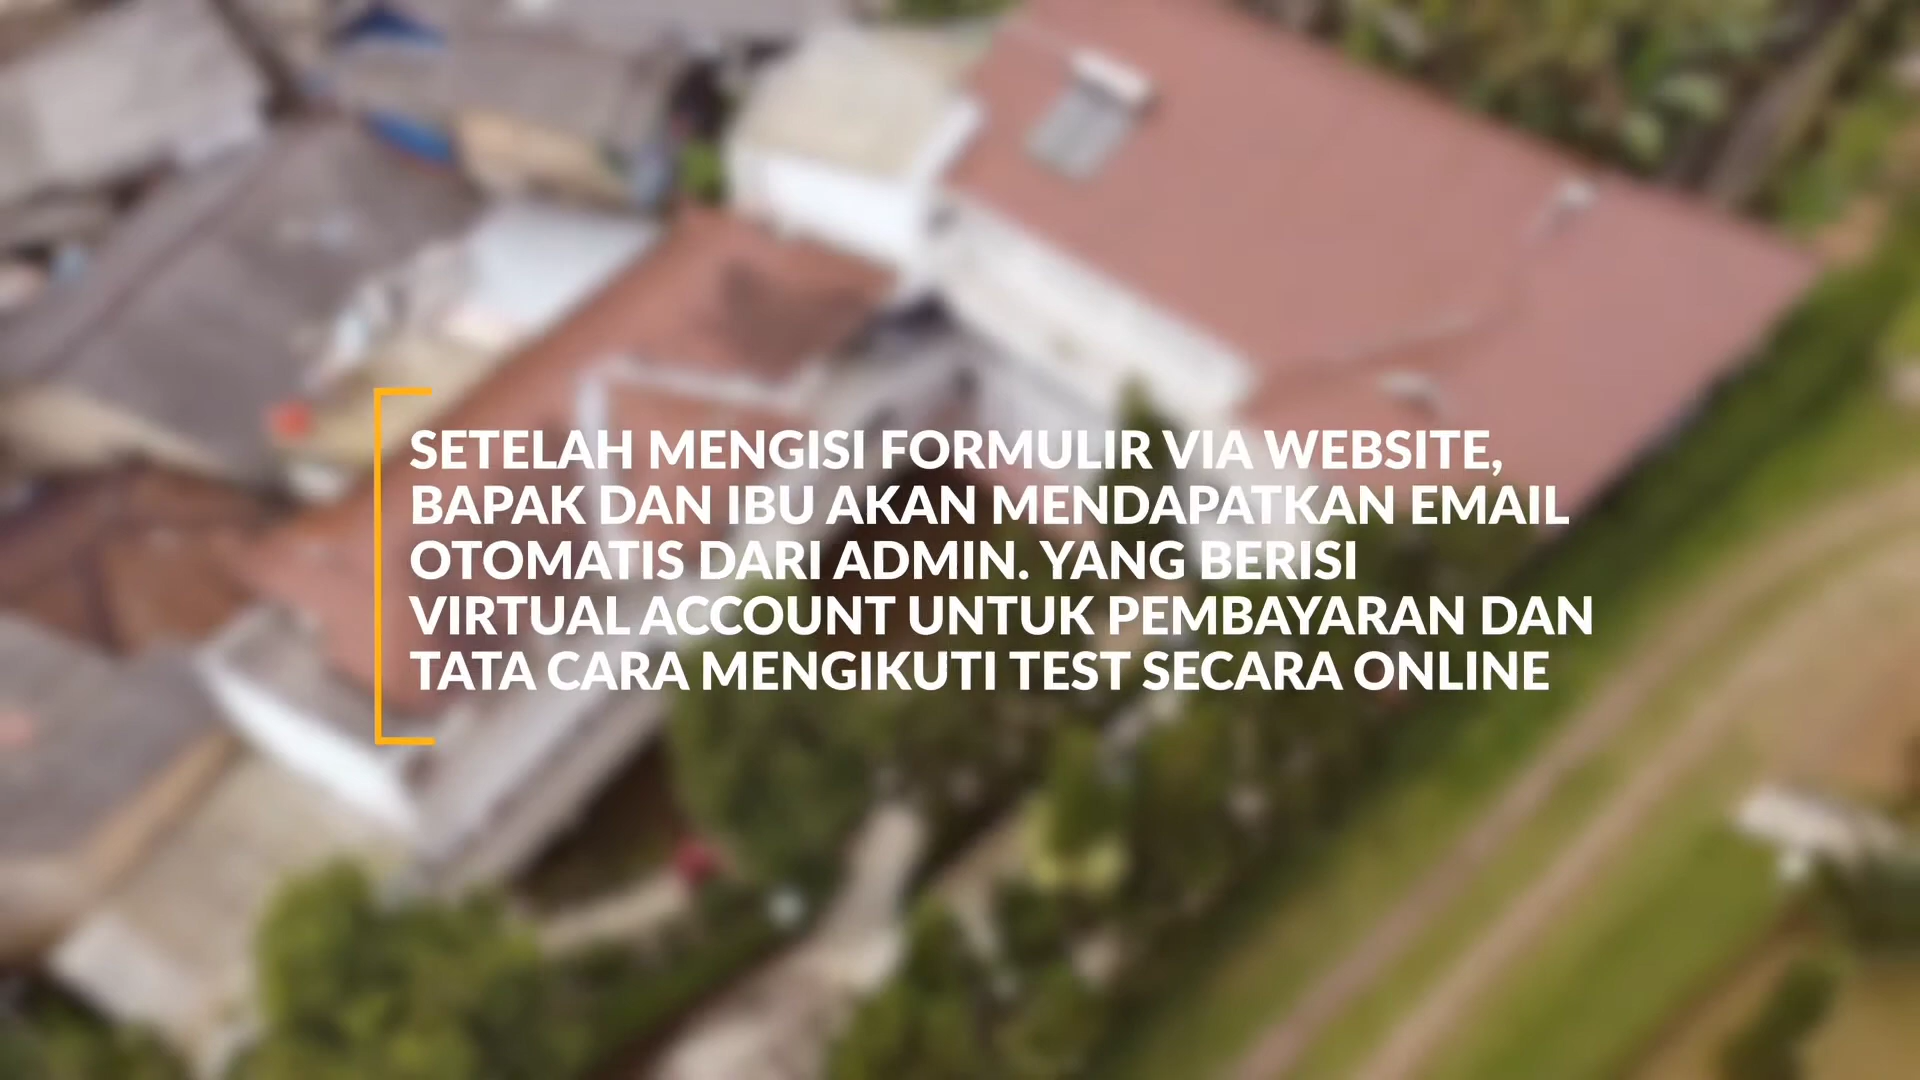 SETELAH MENGISI FORMULIR VIA WEBSITE,
BAPAK DAN IBU AKAN MENDAPATKAN EMAIL
OTOMATIS DARI ADMIN. YANG BERISI
VIRTUAL ACCOUNT UNTUK PEMBAYARAN DAN
TATA CARA MENGIKUTI TEST SECARA ONLINE